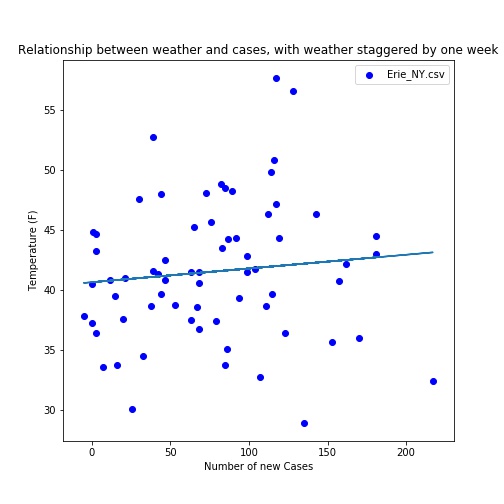 Relationship between weather and cases, with weather staggered by one week
Erie_NY.csv
55
50
45
40
35
30
Temperature (F)
0 50 100 150 200
Number of new Cases